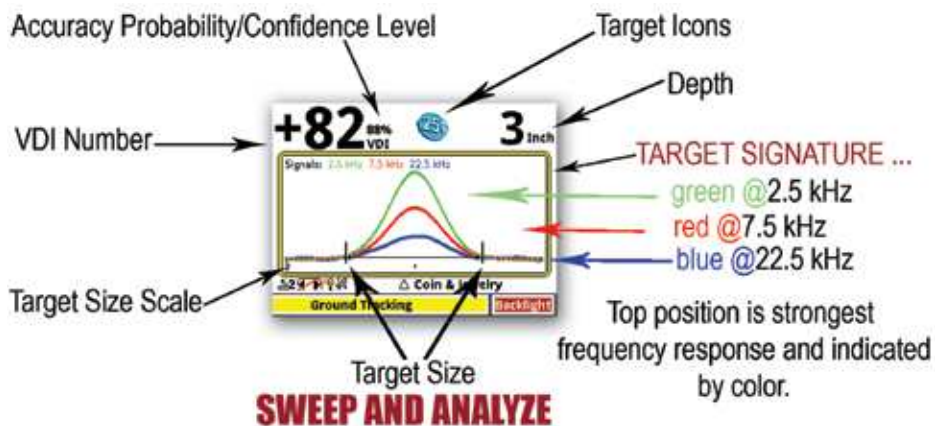 Accuracy Probability/Confidence Level
Target Icons
Depth
VDI Number
+82 88% VDI
25
3 Inch
Signals: 2.5 kHz 7.5 kHz 22.5 kHz
TARGET SIGNATURE ...
green @2.5 kHz
red @7.5 kHz
blue @22.5 kHz
Target Size Scale
Coin & Jewelry
Ground Tracking
Backlight
Target Size
Top position is strongest
frequency response and indicated
by color.
SWEEP AND ANALYZE